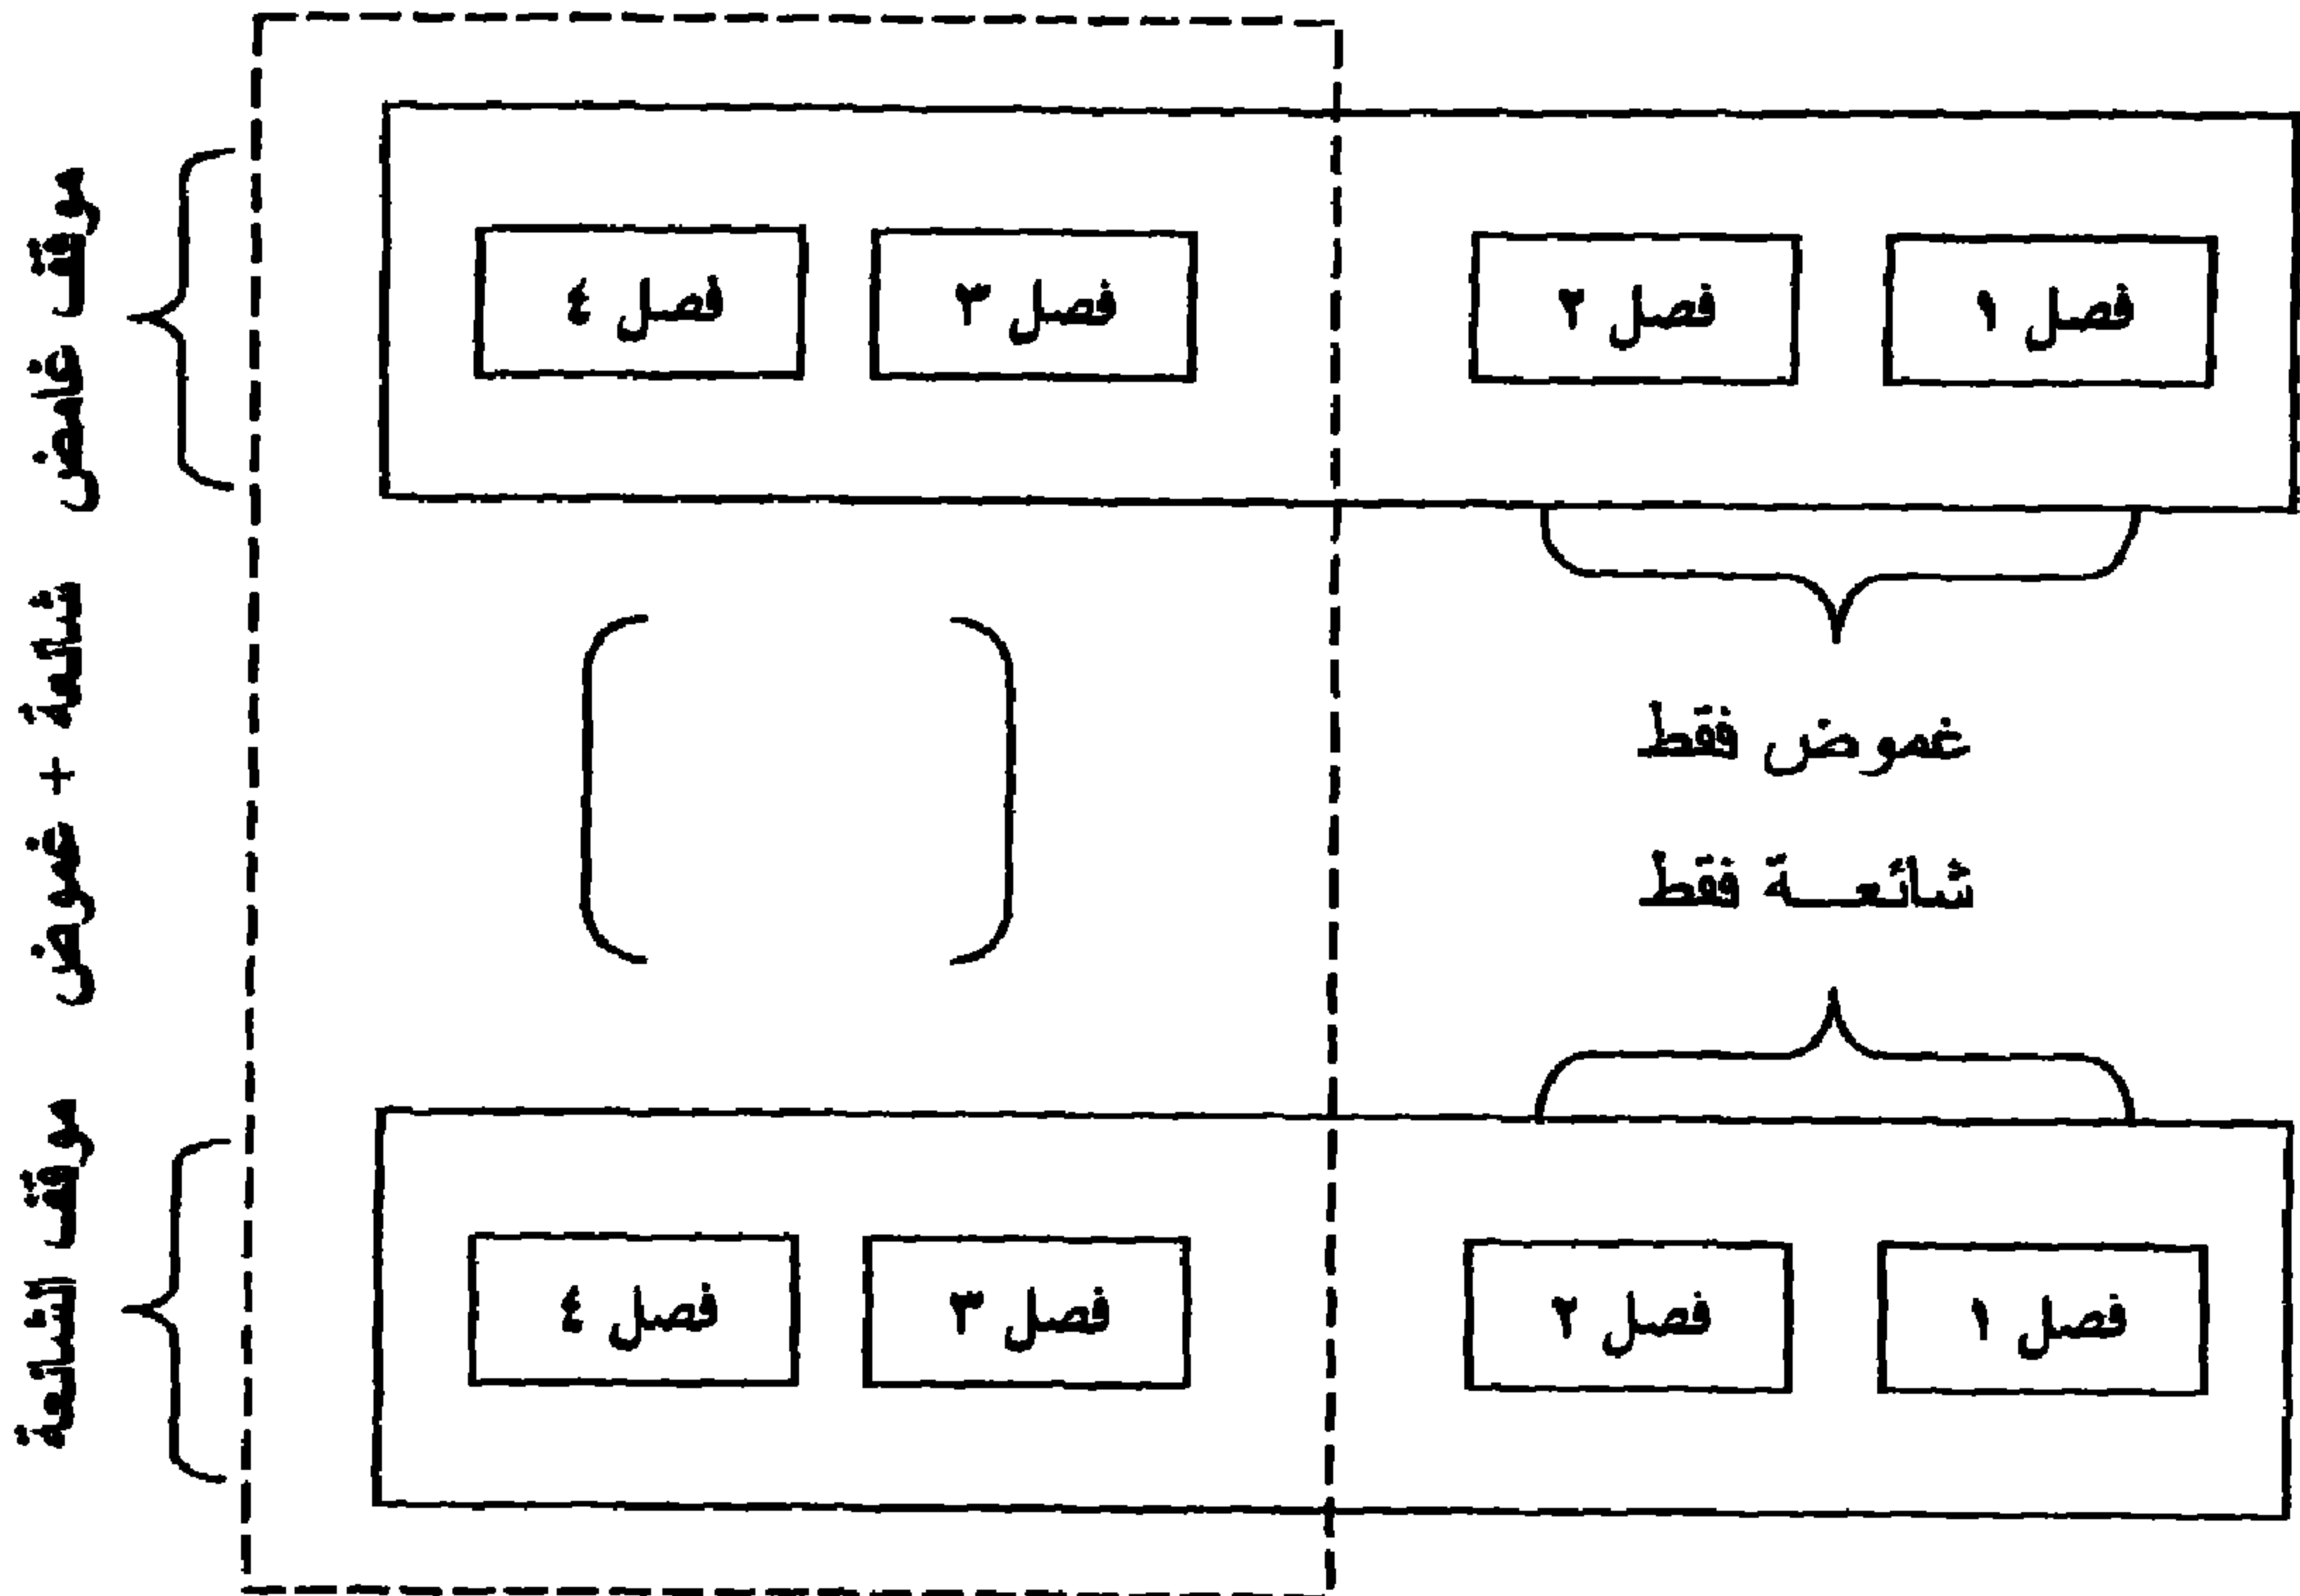 فصل ١
فصل ٢
فصل ٣
فصل ٤
غموض فقط
شائعـــة فقط
فصل ١
فصل ٢
فصل ٣
فصل ٤
موقف غامض
شائعة + غموض
موقف الشائعة